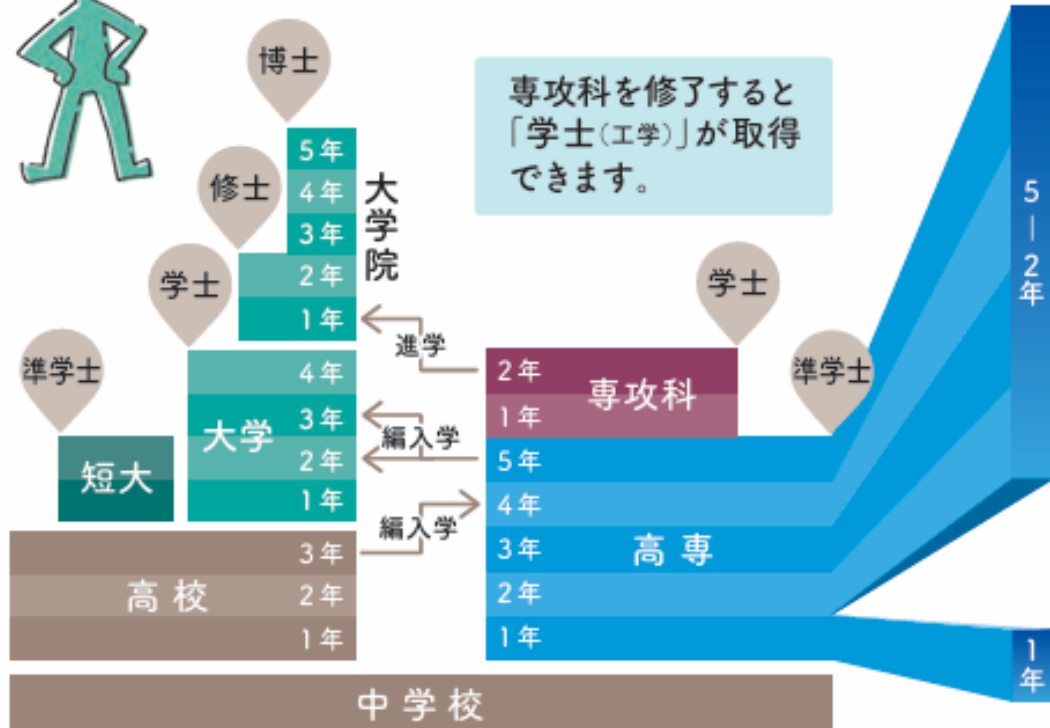 博士
5年
4年
3年
2年
1年
大学院
修士
学士
準学士
4年
3年
2年
1年
大学
短大
3年
2年
1年
高校
専攻科を修了すると
「学士(工学)」が取得
できます。
進学
編入学
編入学
学士
準学士
2年
1年
専攻科
5年
4年
3年
2年
1年
高専
5－2年
1年
中学校